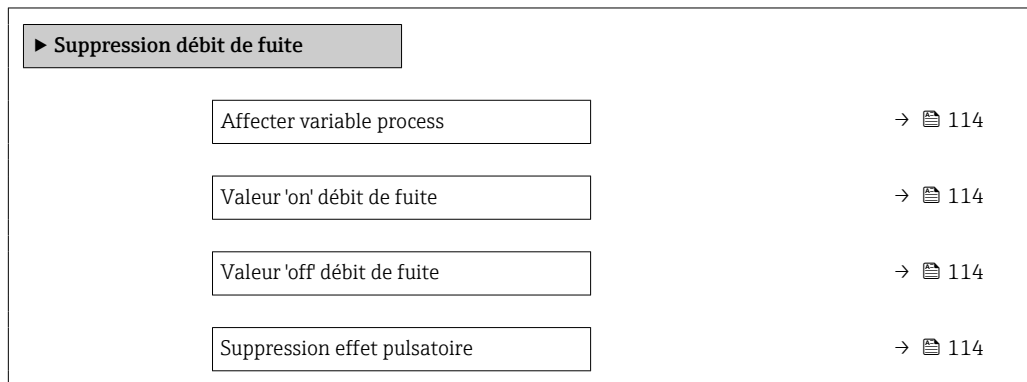 ▶ Suppression débit de fuite
Affecter variable process → 114
Valeur 'on' débit de fuite → 114
Valeur 'off' débit de fuite → 114
Suppression effet pulsatoire → 114